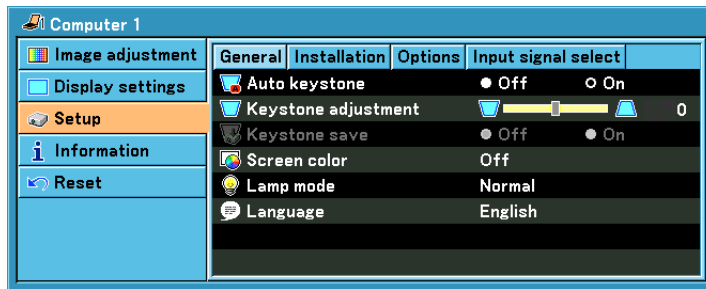 Computer 1
Image adjustment
Display settings
Setup
Information
Reset
General Installation Options Input signal select
Auto keystone Off On
Keystone adjustment 0
Keystone save Off On
Screen color Off
Lamp mode Normal
Language English